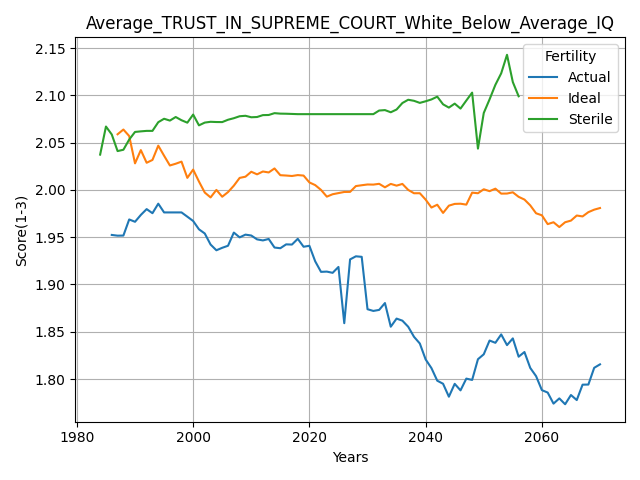 Average_TRUST_IN_SUPREME_COURT_White_Below_Average_IQ
Fertility
Actual
Ideal
Sterile
2.15
2.10
2.05
2.00
1.95
1.90
1.85
1.80
Score(1-3)
1980
2000
2020
2040
2060
Years